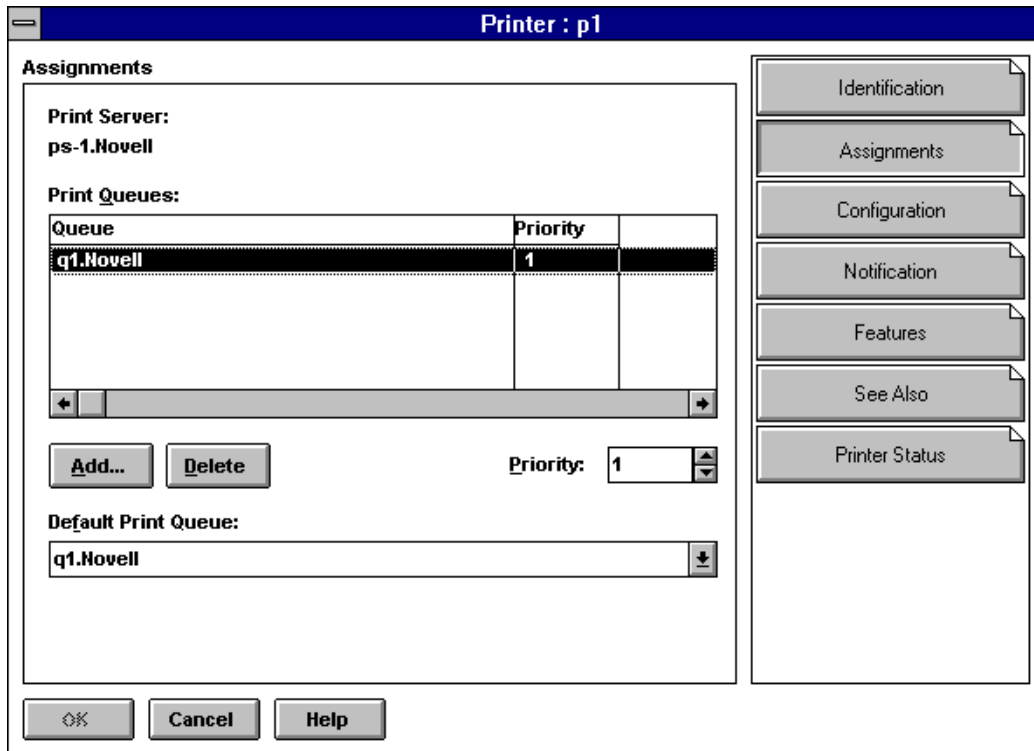 Printer : p1
Assignments
Print Server:
ps-1.Novell
Print Queues:
Queue Priority
q1.Novell 1
Add... Delete Priority: 1
Default Print Queue:
q1.Novell
OK Cancel Help
Identification
Assignments
Configuration
Notification
Features
See Also
Printer Status